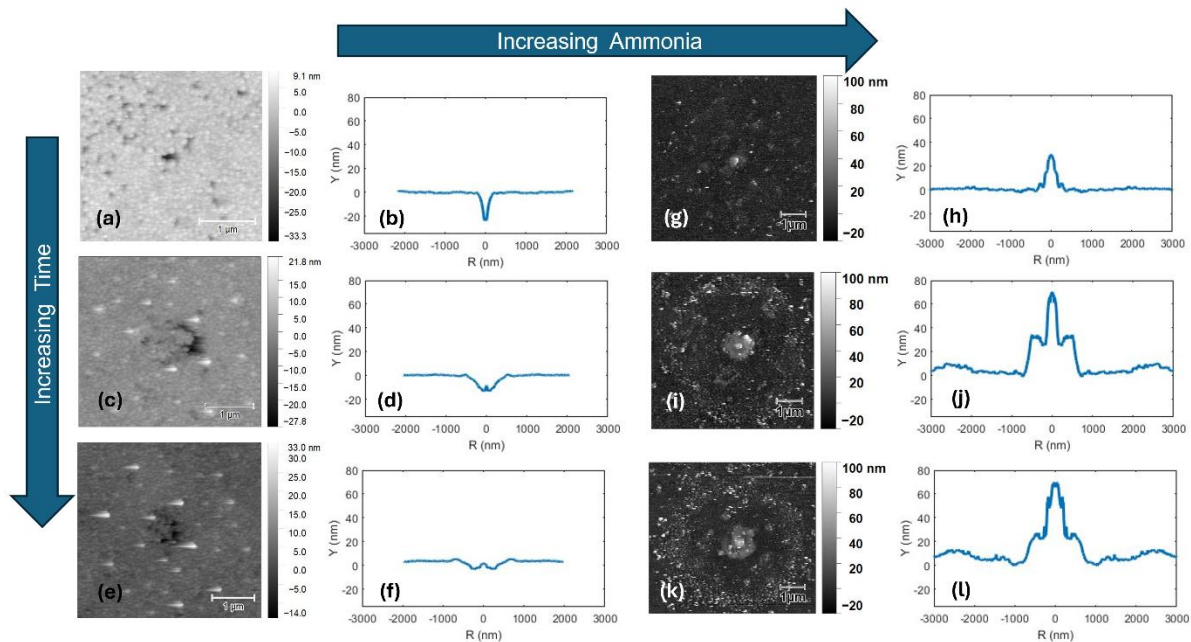 Increasing Ammonia
Increasing Time
9.1 nm
5.0
0.0
−5.0
−10.0
−15.0
−20.0
−25.0
−33.3
(a)
1 µm
80
60
40
20
0
-20
Y (nm)
(b)
-3000 -2000 -1000 0 1000 2000 3000
R (nm)
100 nm
80
60
40
20
−20
(g)
1µm
80
60
40
20
0
-20
Y (nm)
(h)
-3000 -2000 -1000 0 1000 2000 3000
R (nm)
21.8 nm
15.0
10.0
5.0
0.0
−5.0
−10.0
−15.0
−20.0
−27.8
(c)
1 µm
80
60
40
20
0
-20
Y (nm)
(d)
-3000 -2000 -1000 0 1000 2000 3000
R (nm)
100 nm
80
60
40
20
−20
(i)
1µm
80
60
40
20
0
-20
Y (nm)
(j)
-3000 -2000 -1000 0 1000 2000 3000
R (nm)
33.0 nm
25.0
20.0
15.0
10.0
5.0
0.0
−5.0
−14.0
(e)
1 µm
80
60
40
20
0
-20
Y (nm)
(f)
-3000 -2000 -1000 0 1000 2000 3000
R (nm)
100 nm
80
60
40
20
−20
(k)
1µm
80
60
40
20
0
-20
Y (nm)
(l)
-3000 -2000 -1000 0 1000 2000 3000
R (nm)